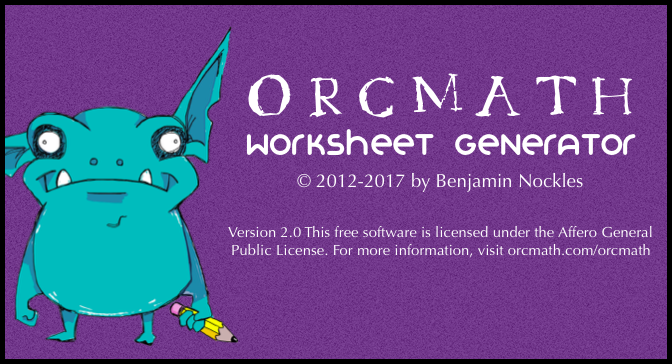 ORCMATH
WORKSHEET GENERATOR
© 2012-2017 by Benjamin Nockles
Version 2.0 This free software is licensed under the Affero General
Public License. For more information, visit orcmath.com/orcmath